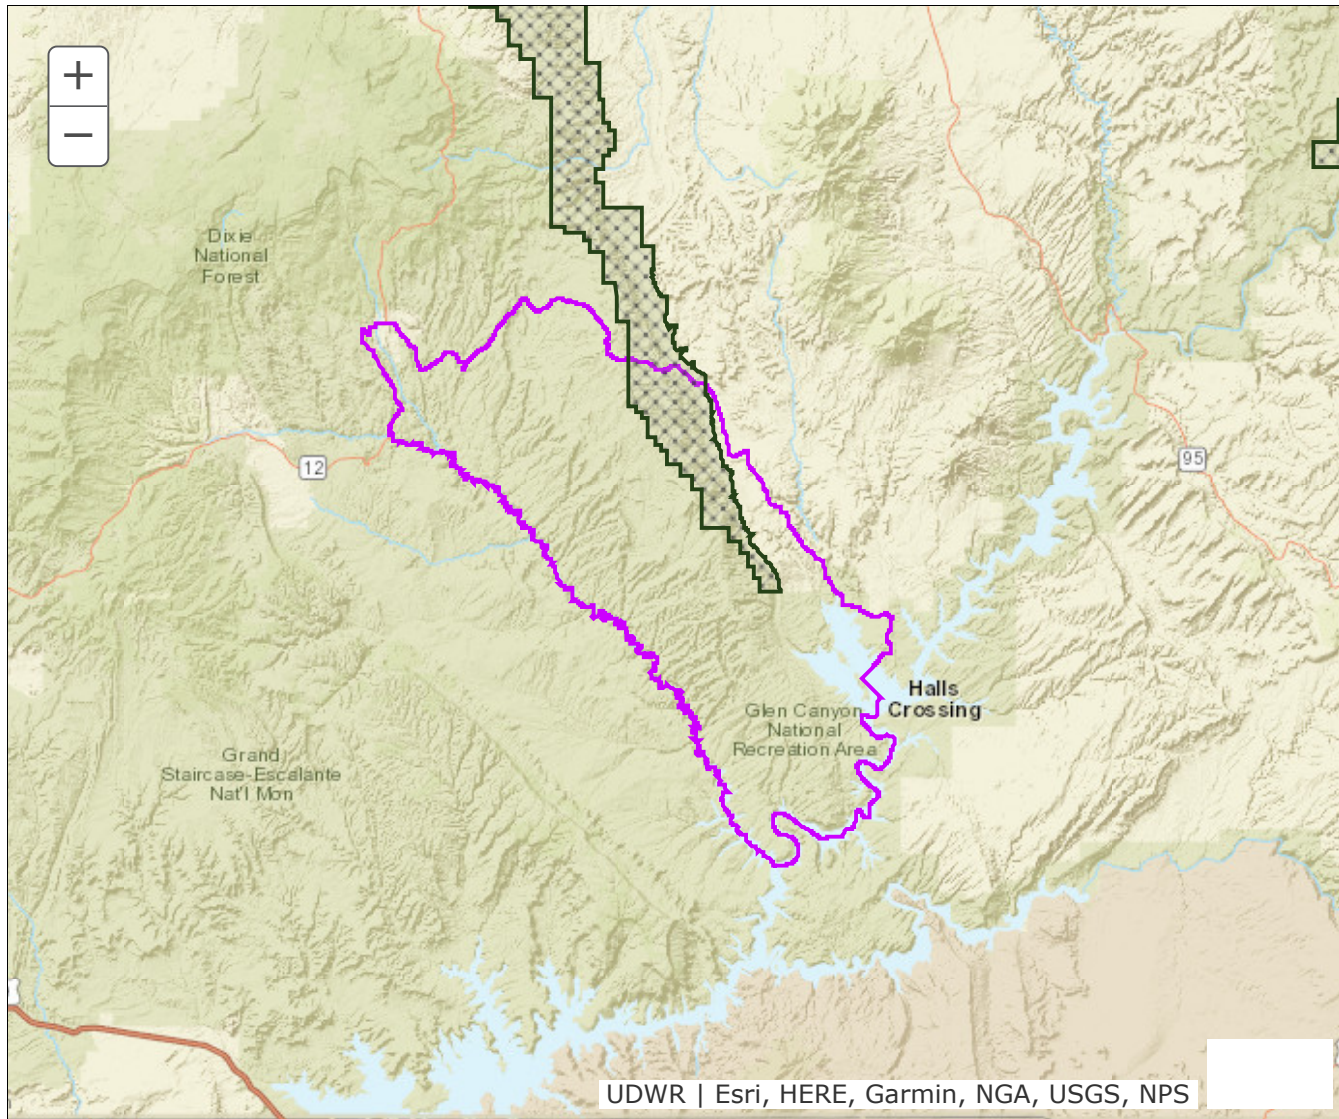 +
−
Dixie
National
Forest
12
95
Halls
Crossing
Glen Canyon
National
Recreation Area
Grand
Staircase-Escalante
Nat'l Mon
UDWR | Esri, HERE, Garmin, NGA, USGS, NPS